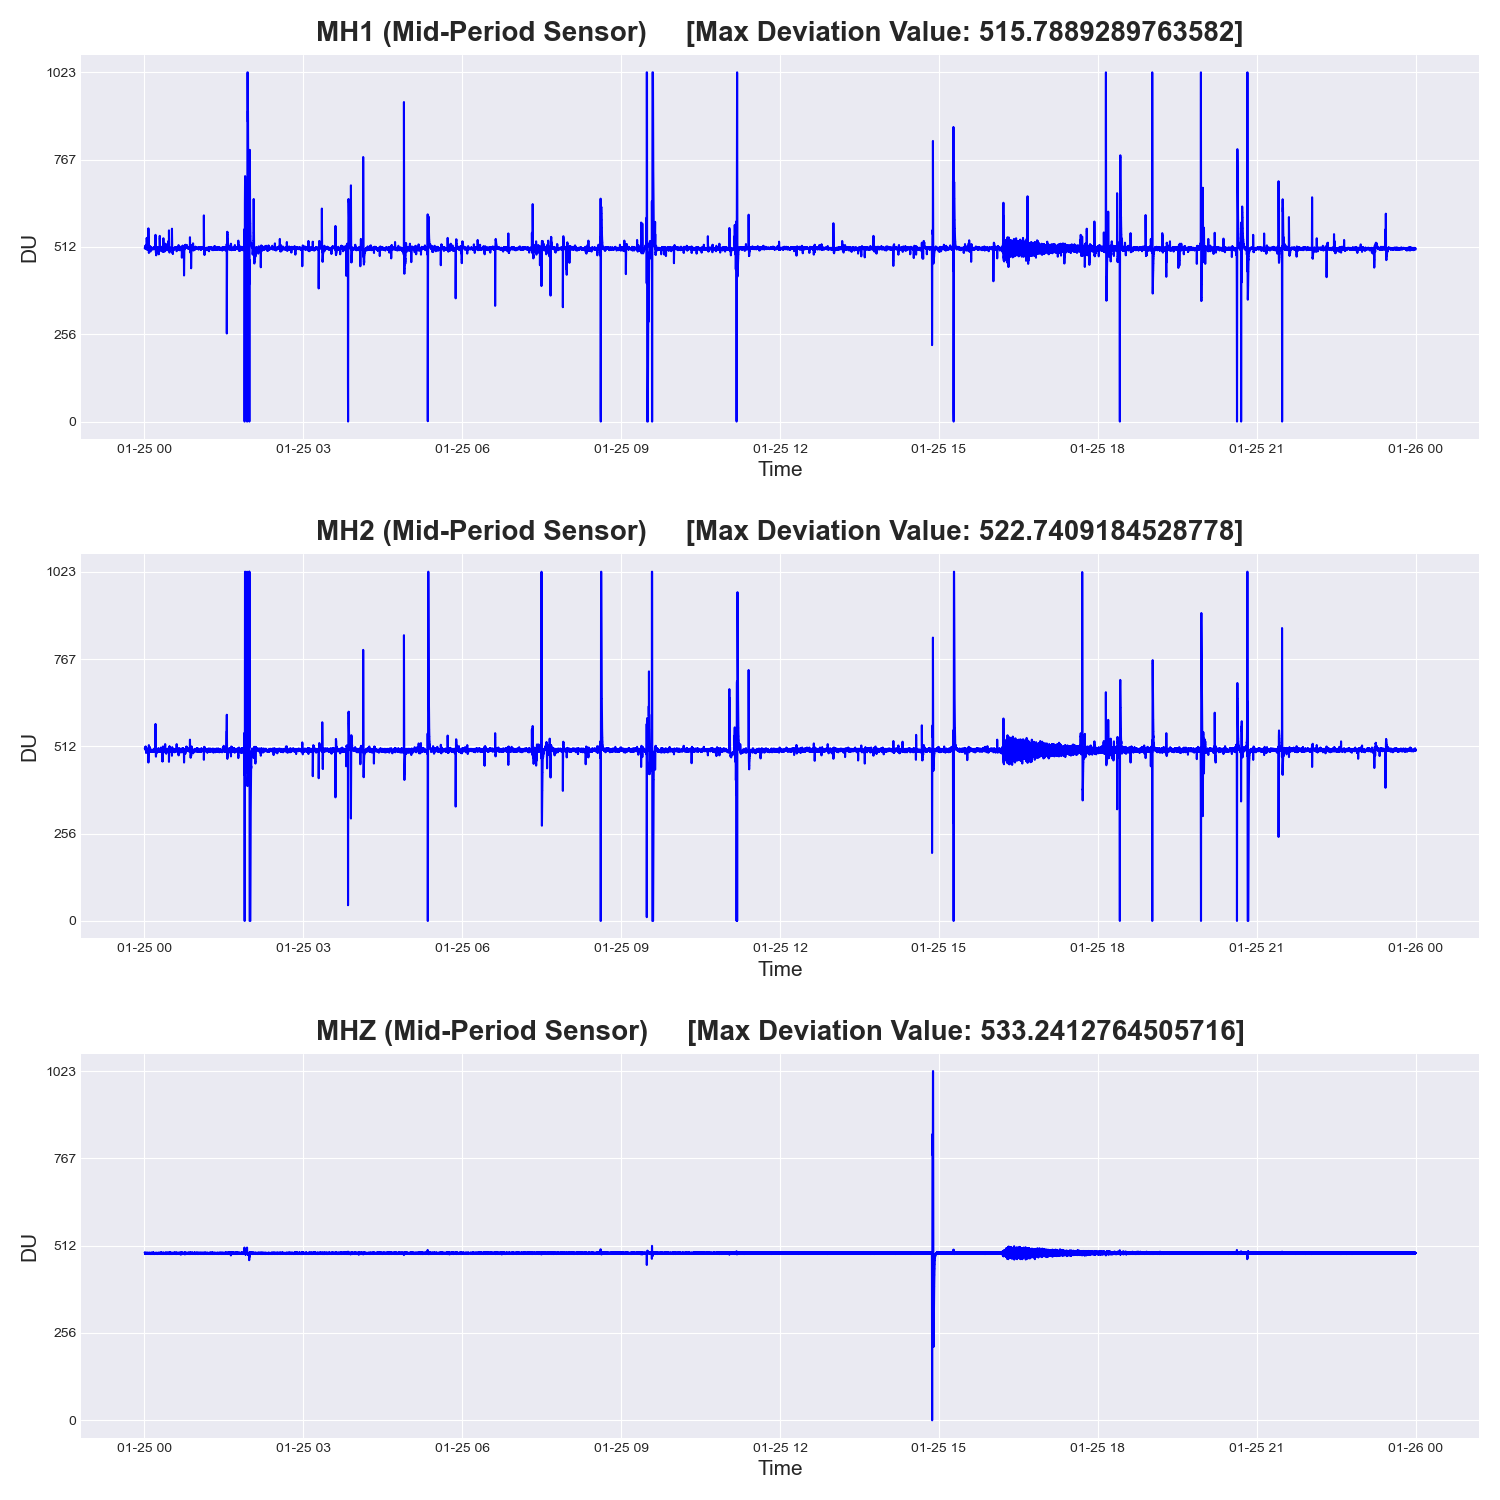 MH1 (Mid-Period Sensor) [Max Deviation Value: 515.7889289763582]
1023
767
512
256
0
DU
01-25 00 01-25 03 01-25 06 01-25 09 01-25 12 01-25 15 01-25 18 01-25 21 01-26 00
Time
MH2 (Mid-Period Sensor) [Max Deviation Value: 522.7409184528778]
1023
767
512
256
0
DU
01-25 00 01-25 03 01-25 06 01-25 09 01-25 12 01-25 15 01-25 18 01-25 21 01-26 00
Time
MHZ (Mid-Period Sensor) [Max Deviation Value: 533.2412764505716]
1023
767
512
256
0
DU
01-25 00 01-25 03 01-25 06 01-25 09 01-25 12 01-25 15 01-25 18 01-25 21 01-26 00
Time